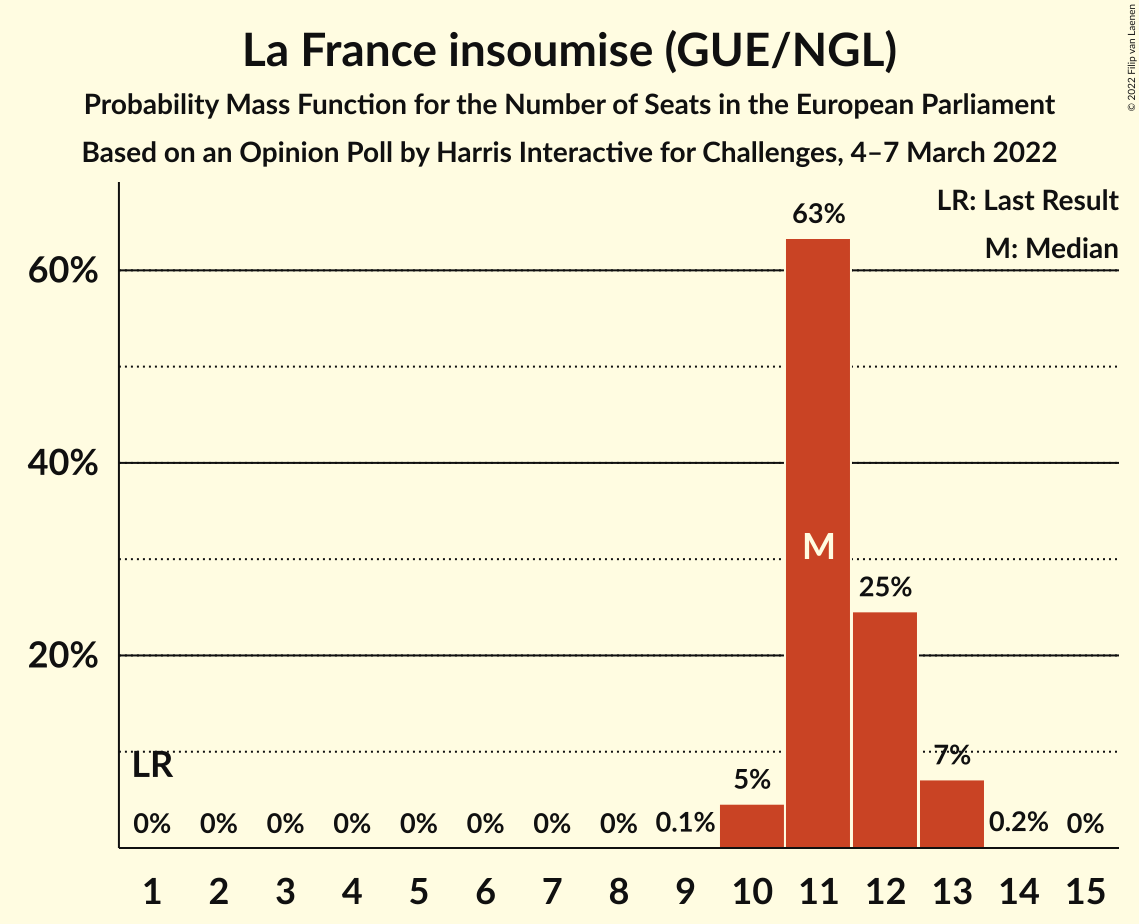 La France insoumise (GUE/NGL)
Probability Mass Function for the Number of Seats in the European Parliament
Based on an Opinion Poll by Harris Interactive for Challenges, 4–7 March 2022
© 2022 Filip van Laenen
LR: Last Result
M: Median
63%
60%
40%
M
25%
20%
LR
7%
5%
0% 0% 0% 0% 0% 0% 0% 0% 0.1% 0.2% 0%
1 2 3 4 5 6 7 8 9 10 11 12 13 14 15